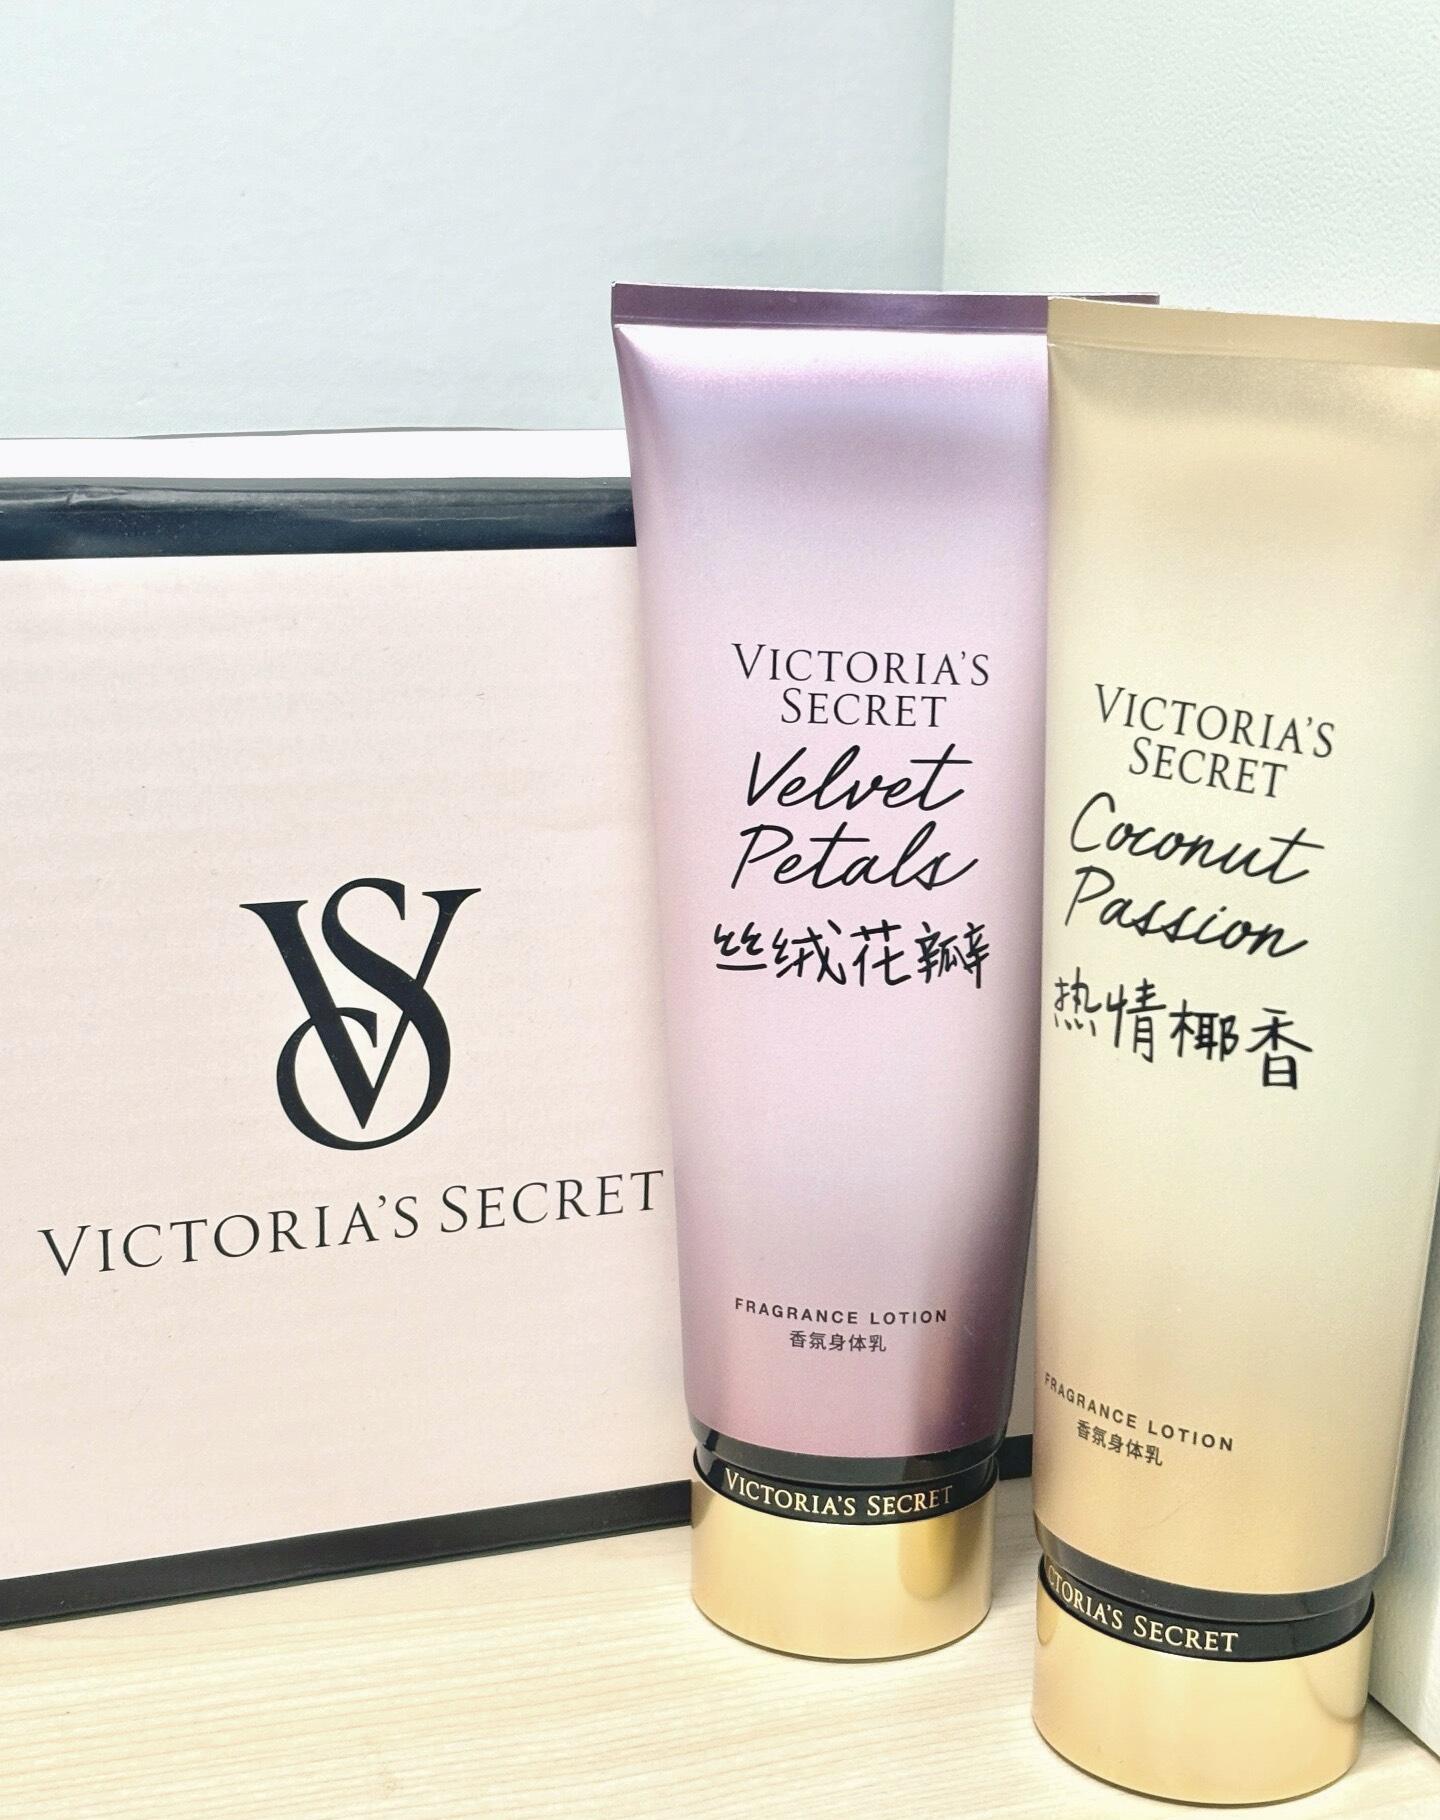 VS
VICTORIA'S SECRET
VICTORIA'S
SECRET
Velvet
Petals
丝绒花瓣
FRAGRANCE LOTION
香氛身体乳
VICTORIA'S SECRET
VICTORIA'S
SECRET
Coconut
Passion
热情椰香
FRAGRANCE LOTION
香氛身体乳
CTORIA'S SECRET